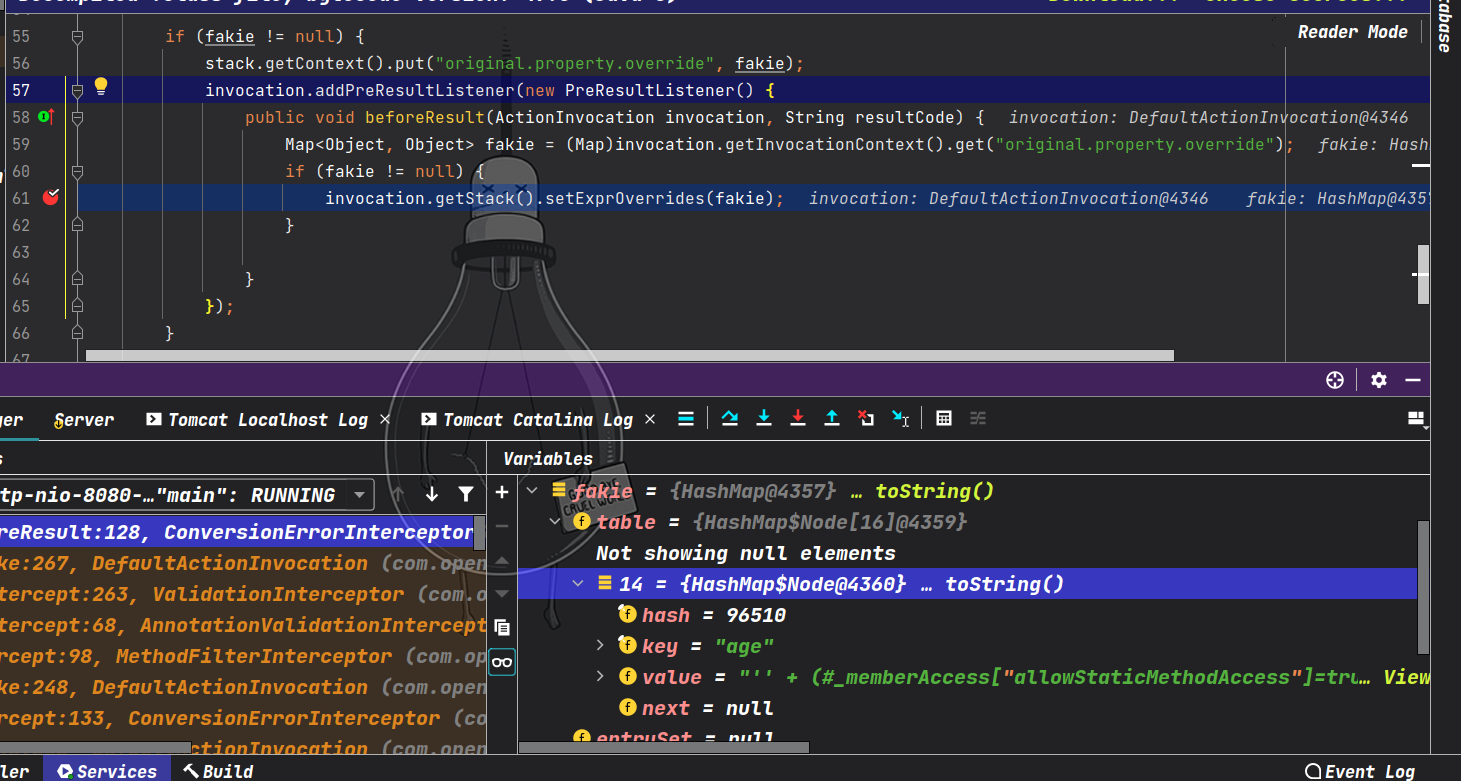 55 if (fakie != null) {
Reader Mode
56 stack.getContext().put("original.property.override", fakie);
57 invocation.addPreResultListener(new PreResultListener() {
58 public void beforeResult(ActionInvocation invocation, String resultCode) { invocation: DefaultActionInvocation@4346
59 Map<Object, Object> fakie = (Map)invocation.getInvocationContext().get("original.property.override"); fakie: Hash
60 if (fakie != null) {
61 invocation.getStack().setExprOverrides(fakie); invocation: DefaultActionInvocation@4346 fakie: HashMap@435
62 }
63
64 }
65 });
66 }
67
Server
Tomcat Localhost Log ×
Tomcat Catalina Log ×
Variables
tp-nio-8080-…"main": RUNNING
reResult:128, ConversionErrorInterceptor
ke:267, DefaultActionInvocation (com.open
tercept:263, ValidationInterceptor (com.o
tercept:68, AnnotationValidationIntercept
rcept:98, MethodFilterInterceptor (com.op
ke:248, DefaultActionInvocation (com.open
rcept:133, ConversionErrorInterceptor (co
ctionInvocation (com.open
fakie = {HashMap@4357} … toString()
table = {HashMap$Node[16]@4359}
Not showing null elements
14 = {HashMap$Node@4360} … toString()
hash = 96510
key = "age"
value = "'' + (#_memberAccess["allowStaticMethodAccess"]=tru… View
next = null
entrySet = null
Services
Build
Event Log